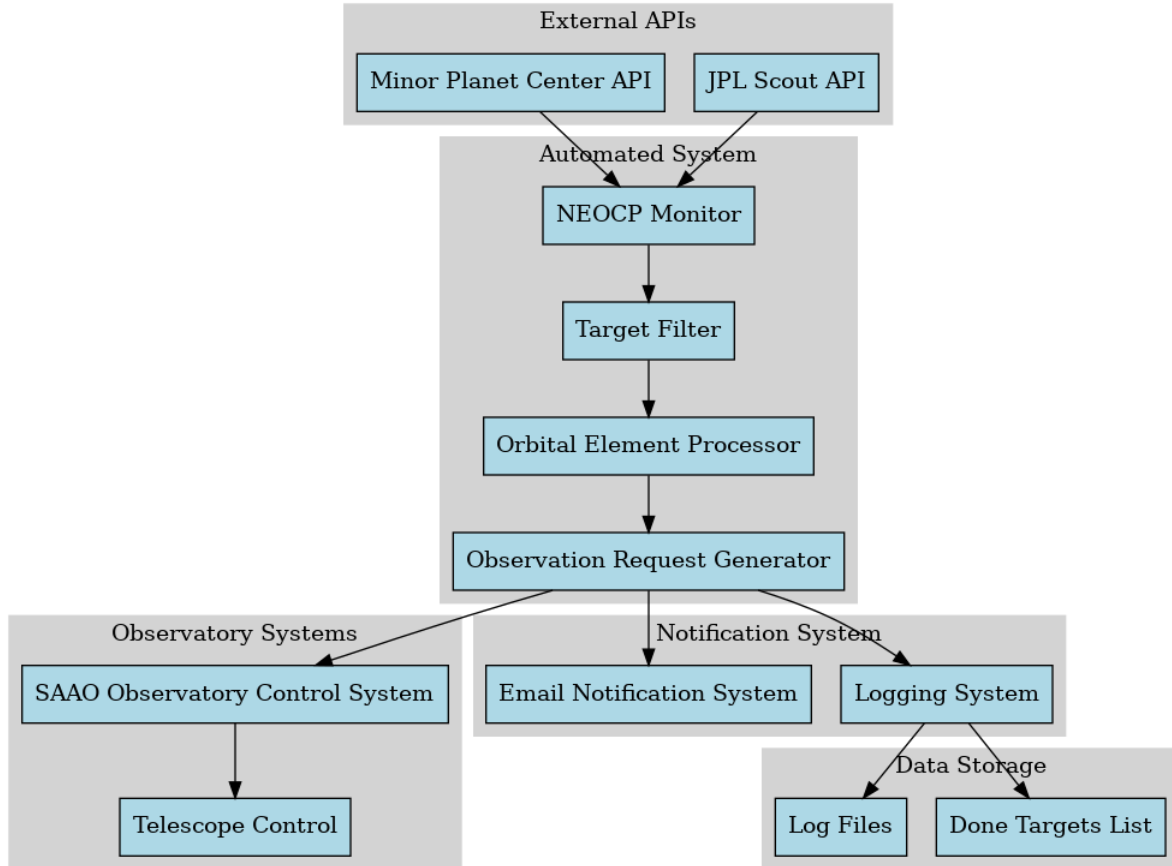 External APIs
Minor Planet Center API
JPL Scout API
Automated System
NEOCP Monitor
Target Filter
Orbital Element Processor
Observation Request Generator
Observatory Systems
Notification System
SAAO Observatory Control System
Email Notification System
Logging System
Data Storage
Telescope Control
Log Files
Done Targets List